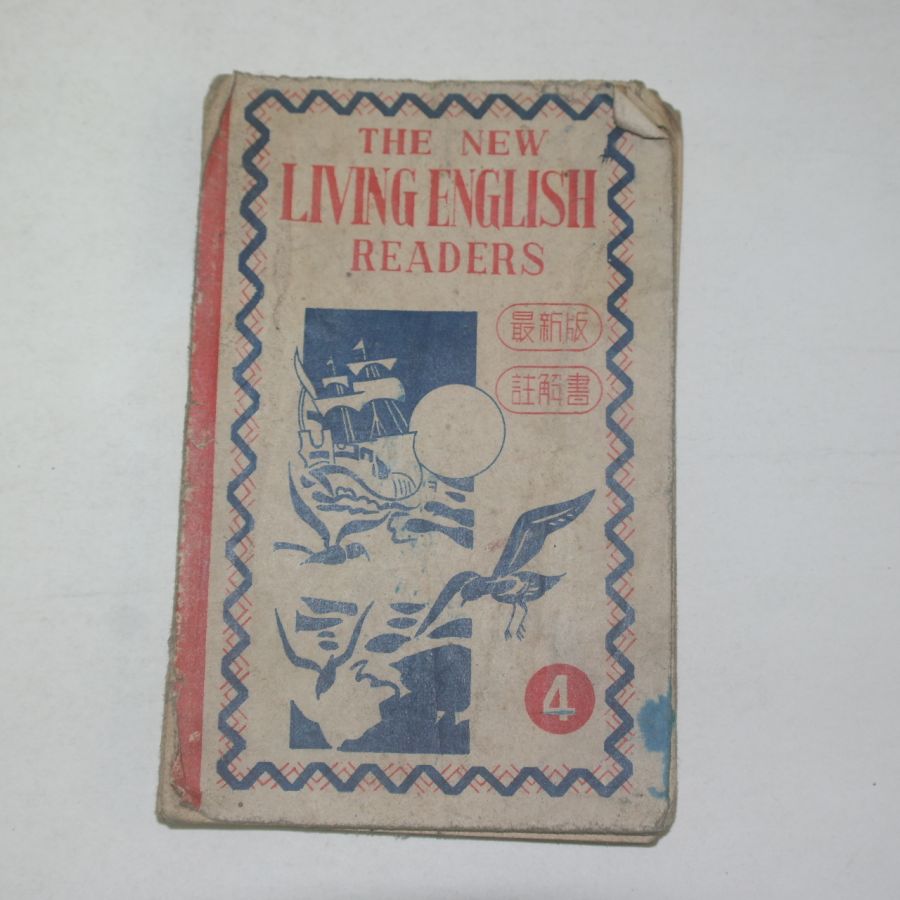 THE NEW
LIVING ENGLISH
READERS
最新版
註解書
4